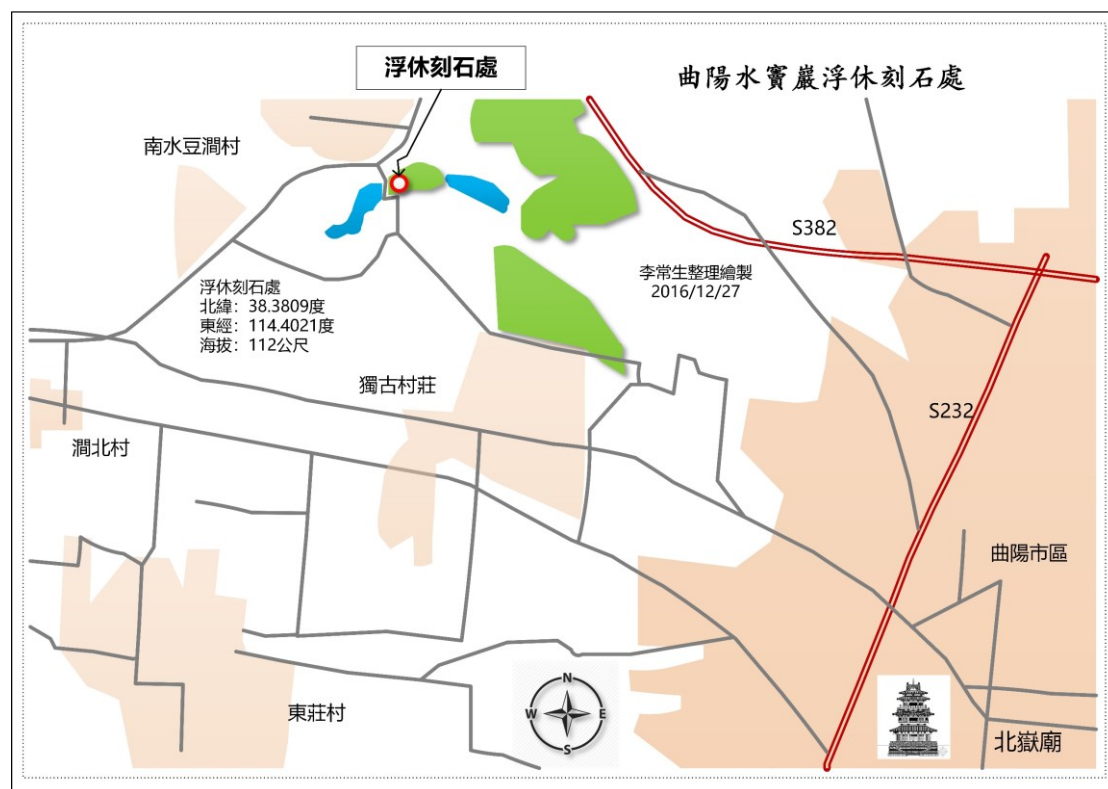 浮休刻石處
曲陽水竇巖浮休刻石處
南水豆澗村
S382
李常生整理繪製
2016/12/27
浮休刻石處
北緯：38.3809度
東經：114.4021度
海拔：112公尺
獨古村莊
S232
澗北村
曲陽市區
N
W
E
S
東莊村
北嶽廟